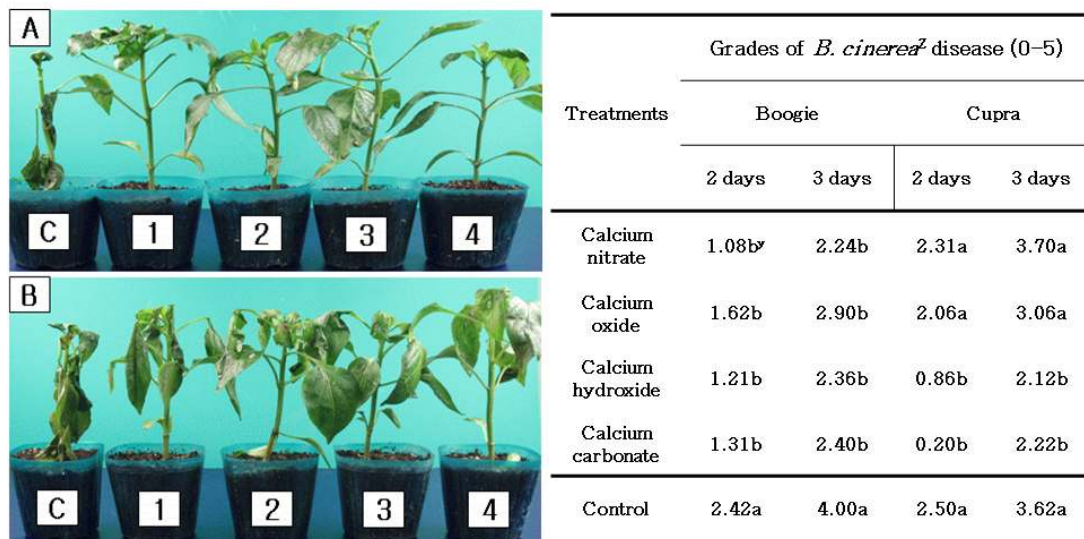 A
C 1 2 3 4
B
C 1 2 3 4
Grades of B. cinereaᶻ disease (0-5)
Treatments Boogie Cupra
2 days 3 days 2 days 3 days
Calcium
nitrate 1.08bʸ 2.24b 2.31a 3.70a
Calcium
oxide 1.62b 2.90b 2.06a 3.06a
Calcium
hydroxide 1.21b 2.36b 0.86b 2.12b
Calcium
carbonate 1.31b 2.40b 0.20b 2.22b
Control 2.42a 4.00a 2.50a 3.62a